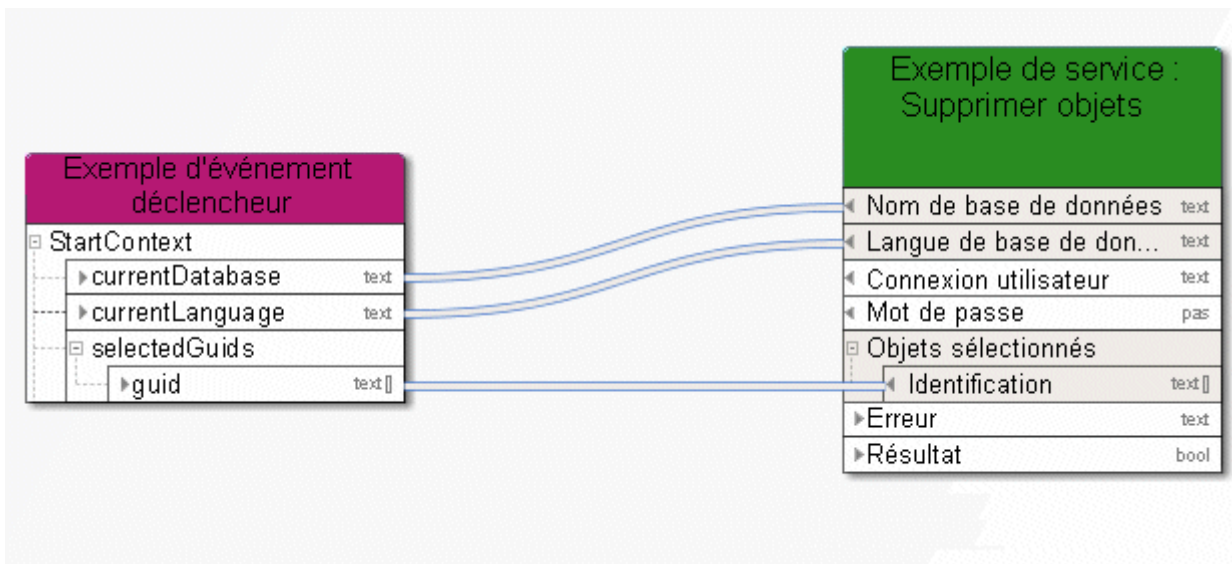 Exemple d'événement
déclencheur
StartContext
currentDatabase text
currentLanguage text
selectedGuids
guid text[]
Exemple de service :
Supprimer objets
Nom de base de données text
Langue de base de don... text
Connexion utilisateur text
Mot de passe pas
Objets sélectionnés
Identification text[]
Erreur text
Résultat bool